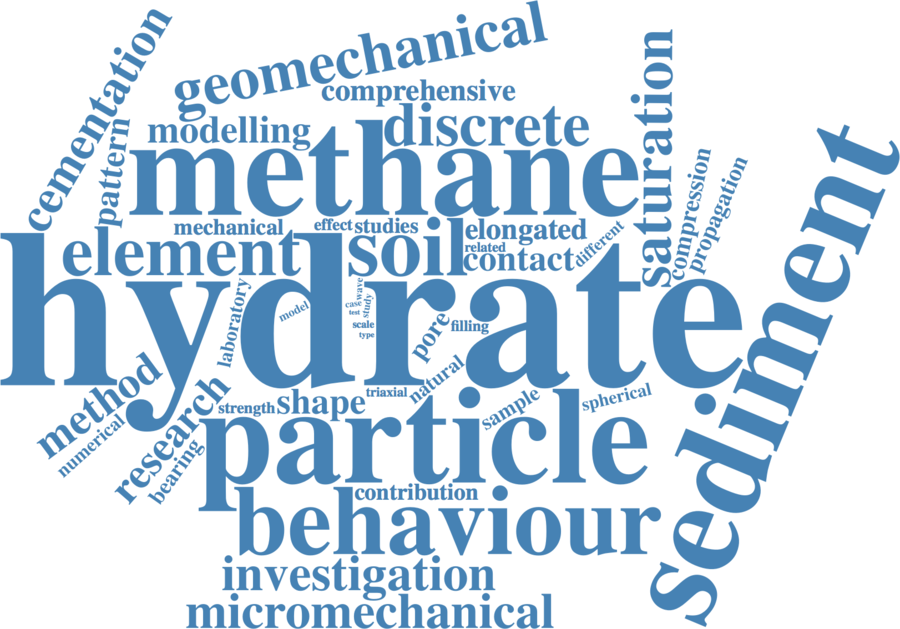 cementation
geomechanical
comprehensive
saturation
pattern
modelling
discrete
methane
compression
propagation
sediment
mechanical
effect
studies
elongated
different
element
soil
related
contact
hydrate
laboratory
model
case
wave
test
study
scale
type
pore
filling
method
numerical
research
bearing
strength
shape
triaxial
natural
sample
spherical
particle
contribution
behaviour
investigation
micromechanical